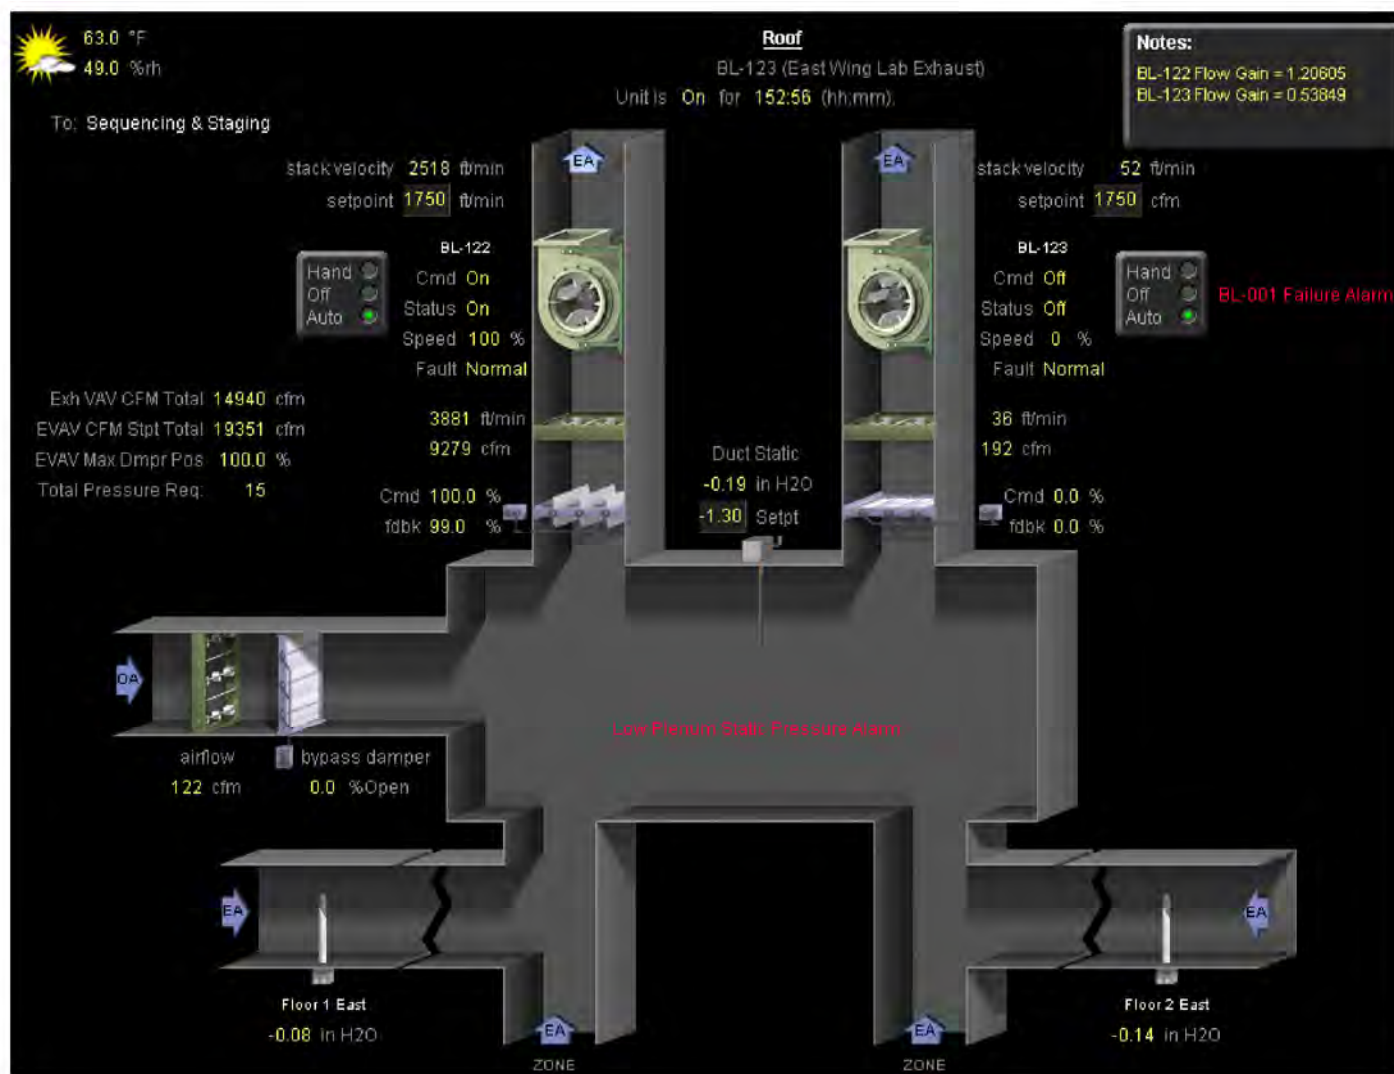 63.0 °F
49.0 %rh
To: Sequencing & Staging
Roof
BL-123 (East Wing Lab Exhaust)
Unit is On for 152:56 (hh:mm).
Notes:
BL-122 Flow Gain = 1.20605
BL-123 Flow Gain = 0.53849
EA
EA
stack velocity 2518 ft/min
setpoint 1750 ft/min
stack velocity 52 ft/min
setpoint 1750 cfm
BL-122
Cmd On
Status On
Speed 100 %
Fault Normal
Hand
Off
Auto
BL-123
Cmd Off
Status Off
Speed 0 %
Fault Normal
Hand
Off
Auto
BL-001 Failure Alarm
Exh VAV CFM Total 14940 cfm
EVAV CFM Stpt Total 19351 cfm
EVAV Max Dmpr Pos 100.0 %
Total Pressure Req: 15
3881 ft/min
9279 cfm
Cmd 100.0 %
fdbk 99.0 %
Duct Static
-0.19 in H2O
-1.30 Setpt
36 ft/min
192 cfm
Cmd 0.0 %
fdbk 0.0 %
OA
airflow
122 cfm
bypass damper
0.0 %Open
Low Plenum Static Pressure Alarm
EA
EA
Floor 1 East
-0.08 in H2O
Floor 2 East
-0.14 in H2O
EA
ZONE
EA
ZONE